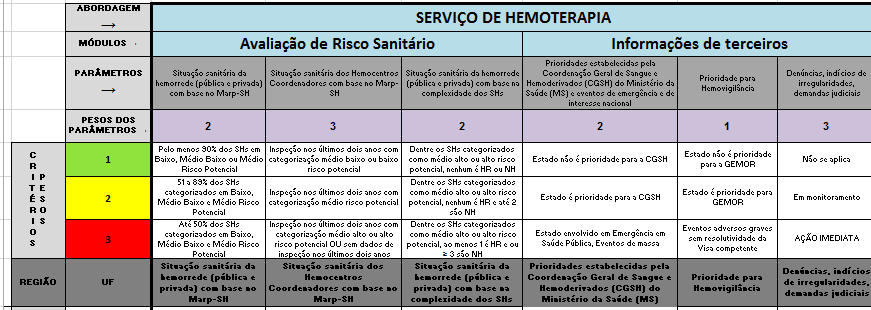 ABORDAGEM
→
SERVIÇO DE HEMOTERAPIA
MÓDULOS
Avaliação de Risco Sanitário
Informações de terceiros
PARÂMETROS
→
Situação sanitária da
hemorrede (pública e privada)
com base no Marp-SH
Situação sanitária dos Hemocentros
Coordenadores com base no Marp-
SH
Situação sanitária da hemorrede
(pública e privada) com base na
complexidade dos SHs
Prioridades estabelecidas pela
Coordenação Geral de Sangue e
Hemoderivados (CGSH) do Ministério da
Saúde (MS) e eventos de emergência e de
interesse nacional
Prioridade para
Hemovigilância
Denúncias, indícios de
irregularidades,
demandas judiciais
PESOS DOS
PARÂMETROS
2
3
2
2
1
3
CRITÉRIOS
PESOS
1
Pelo menos 90% dos SHs em
Baixo, Médio Baixo ou Médio
Risco Potencial
Inspeção nos últimos dois anos com
categorização médio baixo ou baixo
risco potencial
Dentre os SHs categorizados
como médio alto ou alto risco
potencial, nenhum é HR ou NH
Estado não é prioridade para a CGSH
Estado não é prioridade
para a GEMOR
Não se aplica
2
51 a 89% dos SHs
categorizados em Baixo,
Médio Baixo e Médio Risco
Potencial
Inspeção nos últimos dois anos com
categorização médio risco potencial
Dentre os SHs categorizados
como médio alto ou alto risco
potencial, nenhum é HR e até 2
são NH
Estado é prioridade para a CGSH
Estado é prioridade para
GEMOR
Em monitoramento
3
Até 50% dos SHs
categorizados em Baixo,
Médio Baixo e Médio Risco
Potencial
Inspeção nos últimos dois anos com
categorização médio alto ou alto
risco potencial OU sem dados de
inspeção nos últimos dois anos
Dentre os SHs categorizados
como médio alto ou alto risco
potencial, ao menos 1 é HR e ou
≥ 3 são NH
Estado envolvido em Emergência em
Saúde Pública, Eventos de massa
Eventos adversos graves
sem resolutividade da
Visa competente
AÇÃO IMEDIATA
REGIÃO
UF
Situação sanitária da
hemorrede (pública e
privada) com base no
Marp-SH
Situação sanitária dos
Hemocentros
Coordenadores com base no
Marp-SH
Situação sanitária da
hemorrede (pública e
privada) com base na
complexidade dos SHs
Prioridades estabelecidas pela
Coordenação Geral de Sangue e
Hemoderivados (CGSH) do
Ministério da Saúde (MS)
Prioridade para
Hemovigilância
Denúncias, indícios
de irregularidades,
demandas judiciais